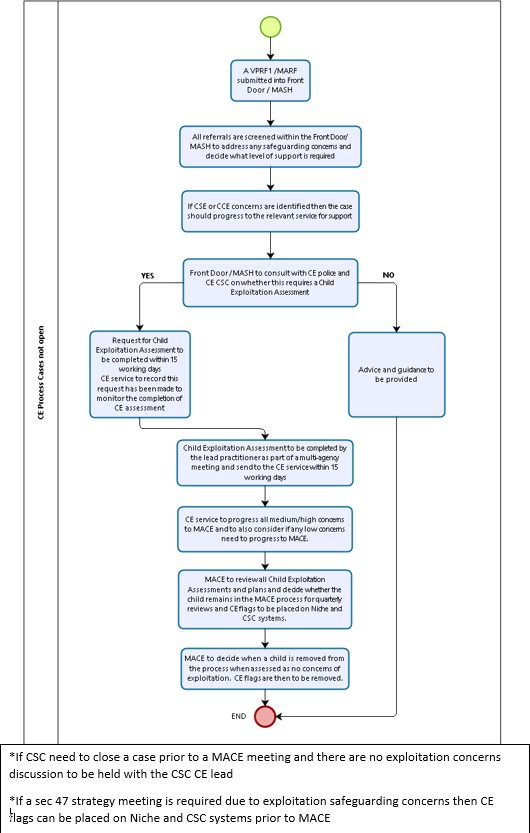 A VPRF1 /MARF
submitted into Front
Door / MASH
All referrals are screened within the Front Door/
MASH to address any safeguarding concerns and
decide what level of support is required
If CSE or CCE concerns are identified then the case
should progress to the relevant service for support
Front Door / MASH to consult with CE police and
CE CSC on whether this requires a Child
Exploitation Assessment
YES
NO
Request for Child
Exploitation Assessment to
be completed within 15
working days
CE service to record this
request has been made to
monitor the completion of
CE assessment
Advice and guidance to
be provided
Child Exploitation Assessment to be completed by
the lead practitioner as part of a multi-agency
meeting and send to the CE service within 15
working days
CE service to progress all medium/high concerns
to MACE and to also consider if any low concerns
need to progress to MACE.
MACE to review all Child Exploitation
Assessments and plans and decide whether the
child remains in the MACE process for quarterly
reviews and CE flags to be placed on Niche and
CSC systems.
MACE to decide when a child is removed from
the process when assessed as no concerns of
exploitation. CE flags are then to be removed.
END
CE Process Cases not open
*If CSC need to close a case prior to a MACE meeting and there are no exploitation concerns
discussion to be held with the CSC CE lead
*If a sec 47 strategy meeting is required due to exploitation safeguarding concerns then CE
flags can be placed on Niche and CSC systems prior to MACE